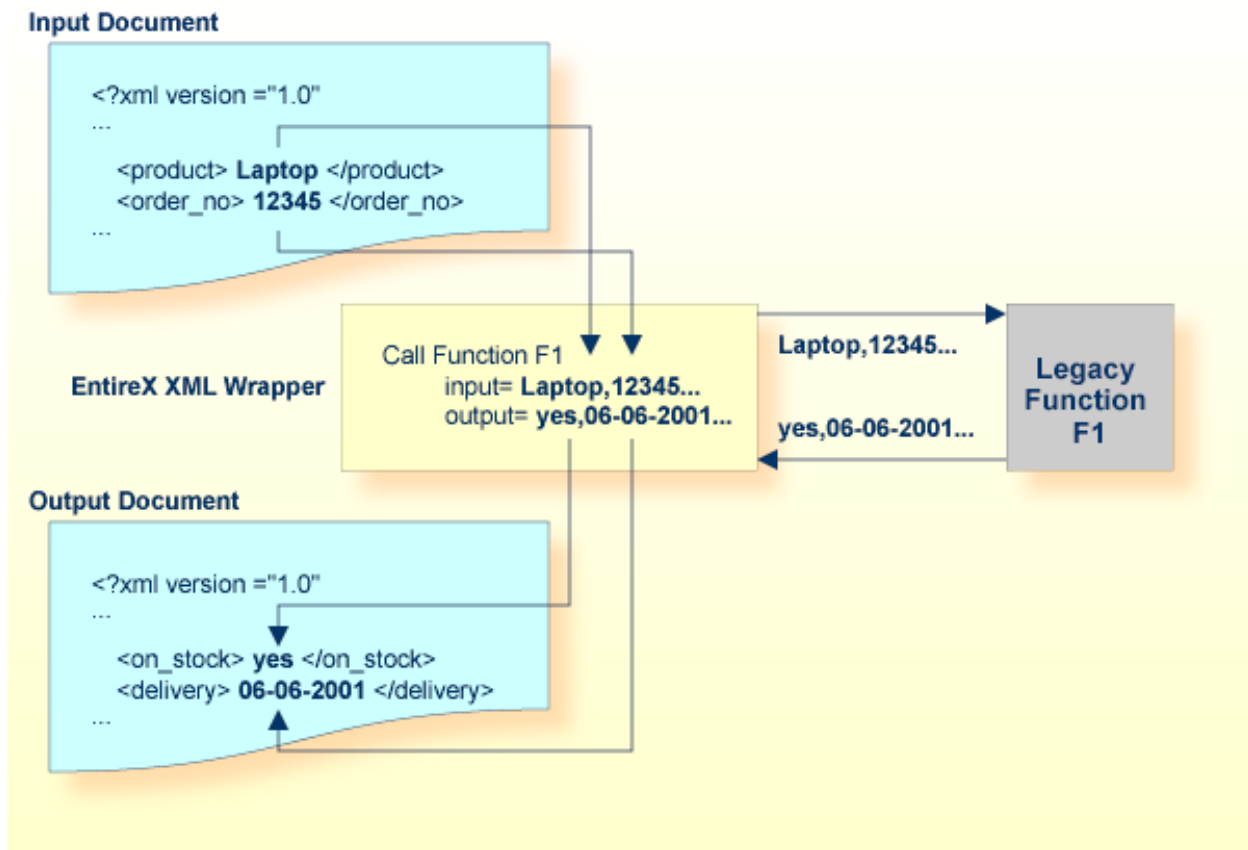 Input Document
<?xml version ="1.0"
...
<product> Laptop </product>
<order_no> 12345 </order_no>
...
EntireX XML Wrapper
Call Function F1
input= Laptop,12345...
output= yes,06-06-2001...
Laptop,12345...
yes,06-06-2001...
Legacy
Function
F1
Output Document
<?xml version ="1.0"
...
<on_stock> yes </on_stock>
<delivery> 06-06-2001 </delivery>
...